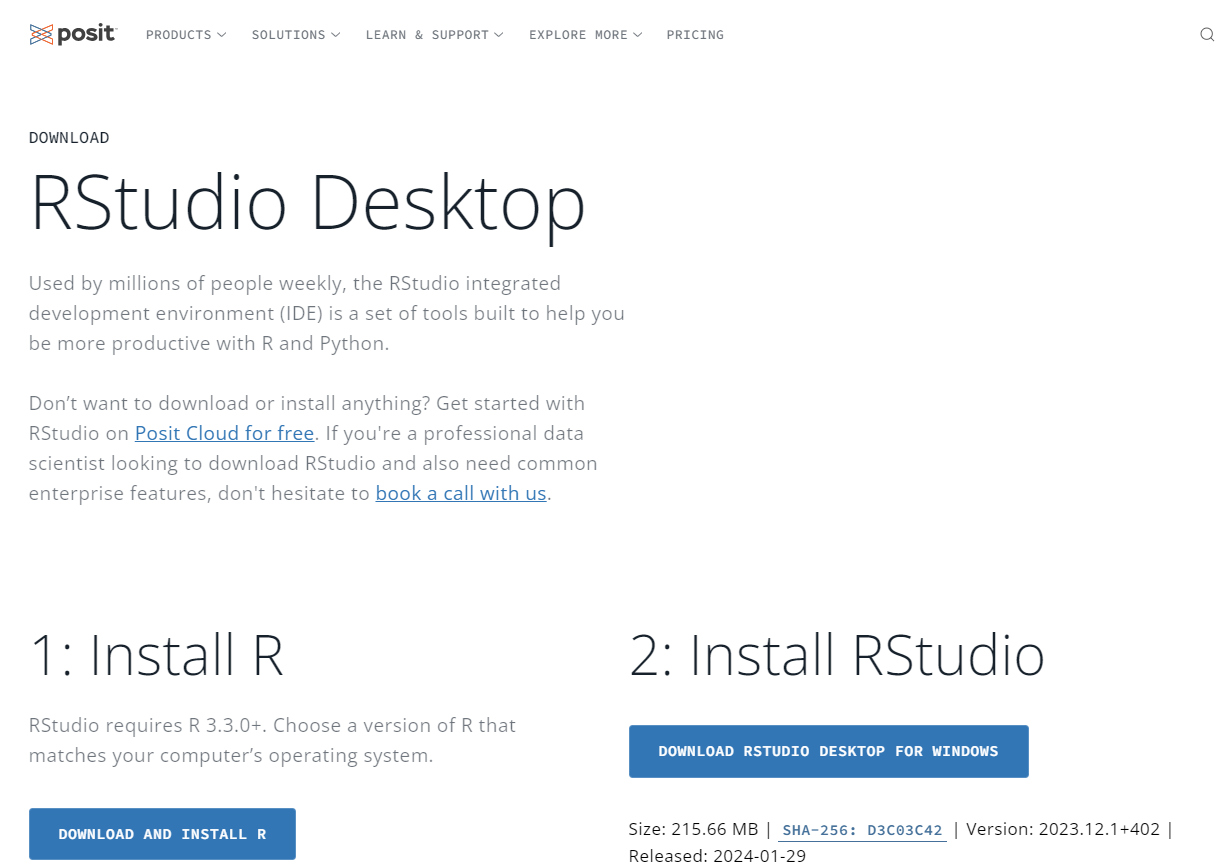 posit™
PRODUCTS
SOLUTIONS
LEARN & SUPPORT
EXPLORE MORE
PRICING
DOWNLOAD
RStudio Desktop
Used by millions of people weekly, the RStudio integrated
development environment (IDE) is a set of tools built to help you
be more productive with R and Python.
Don’t want to download or install anything? Get started with
RStudio on Posit Cloud for free. If you're a professional data
scientist looking to download RStudio and also need common
enterprise features, don't hesitate to book a call with us.
1: Install R
RStudio requires R 3.3.0+. Choose a version of R that
matches your computer’s operating system.
DOWNLOAD AND INSTALL R
2: Install RStudio
DOWNLOAD RSTUDIO DESKTOP FOR WINDOWS
Size: 215.66 MB | SHA-256: D3C03C42 | Version: 2023.12.1+402 |
Released: 2024-01-29